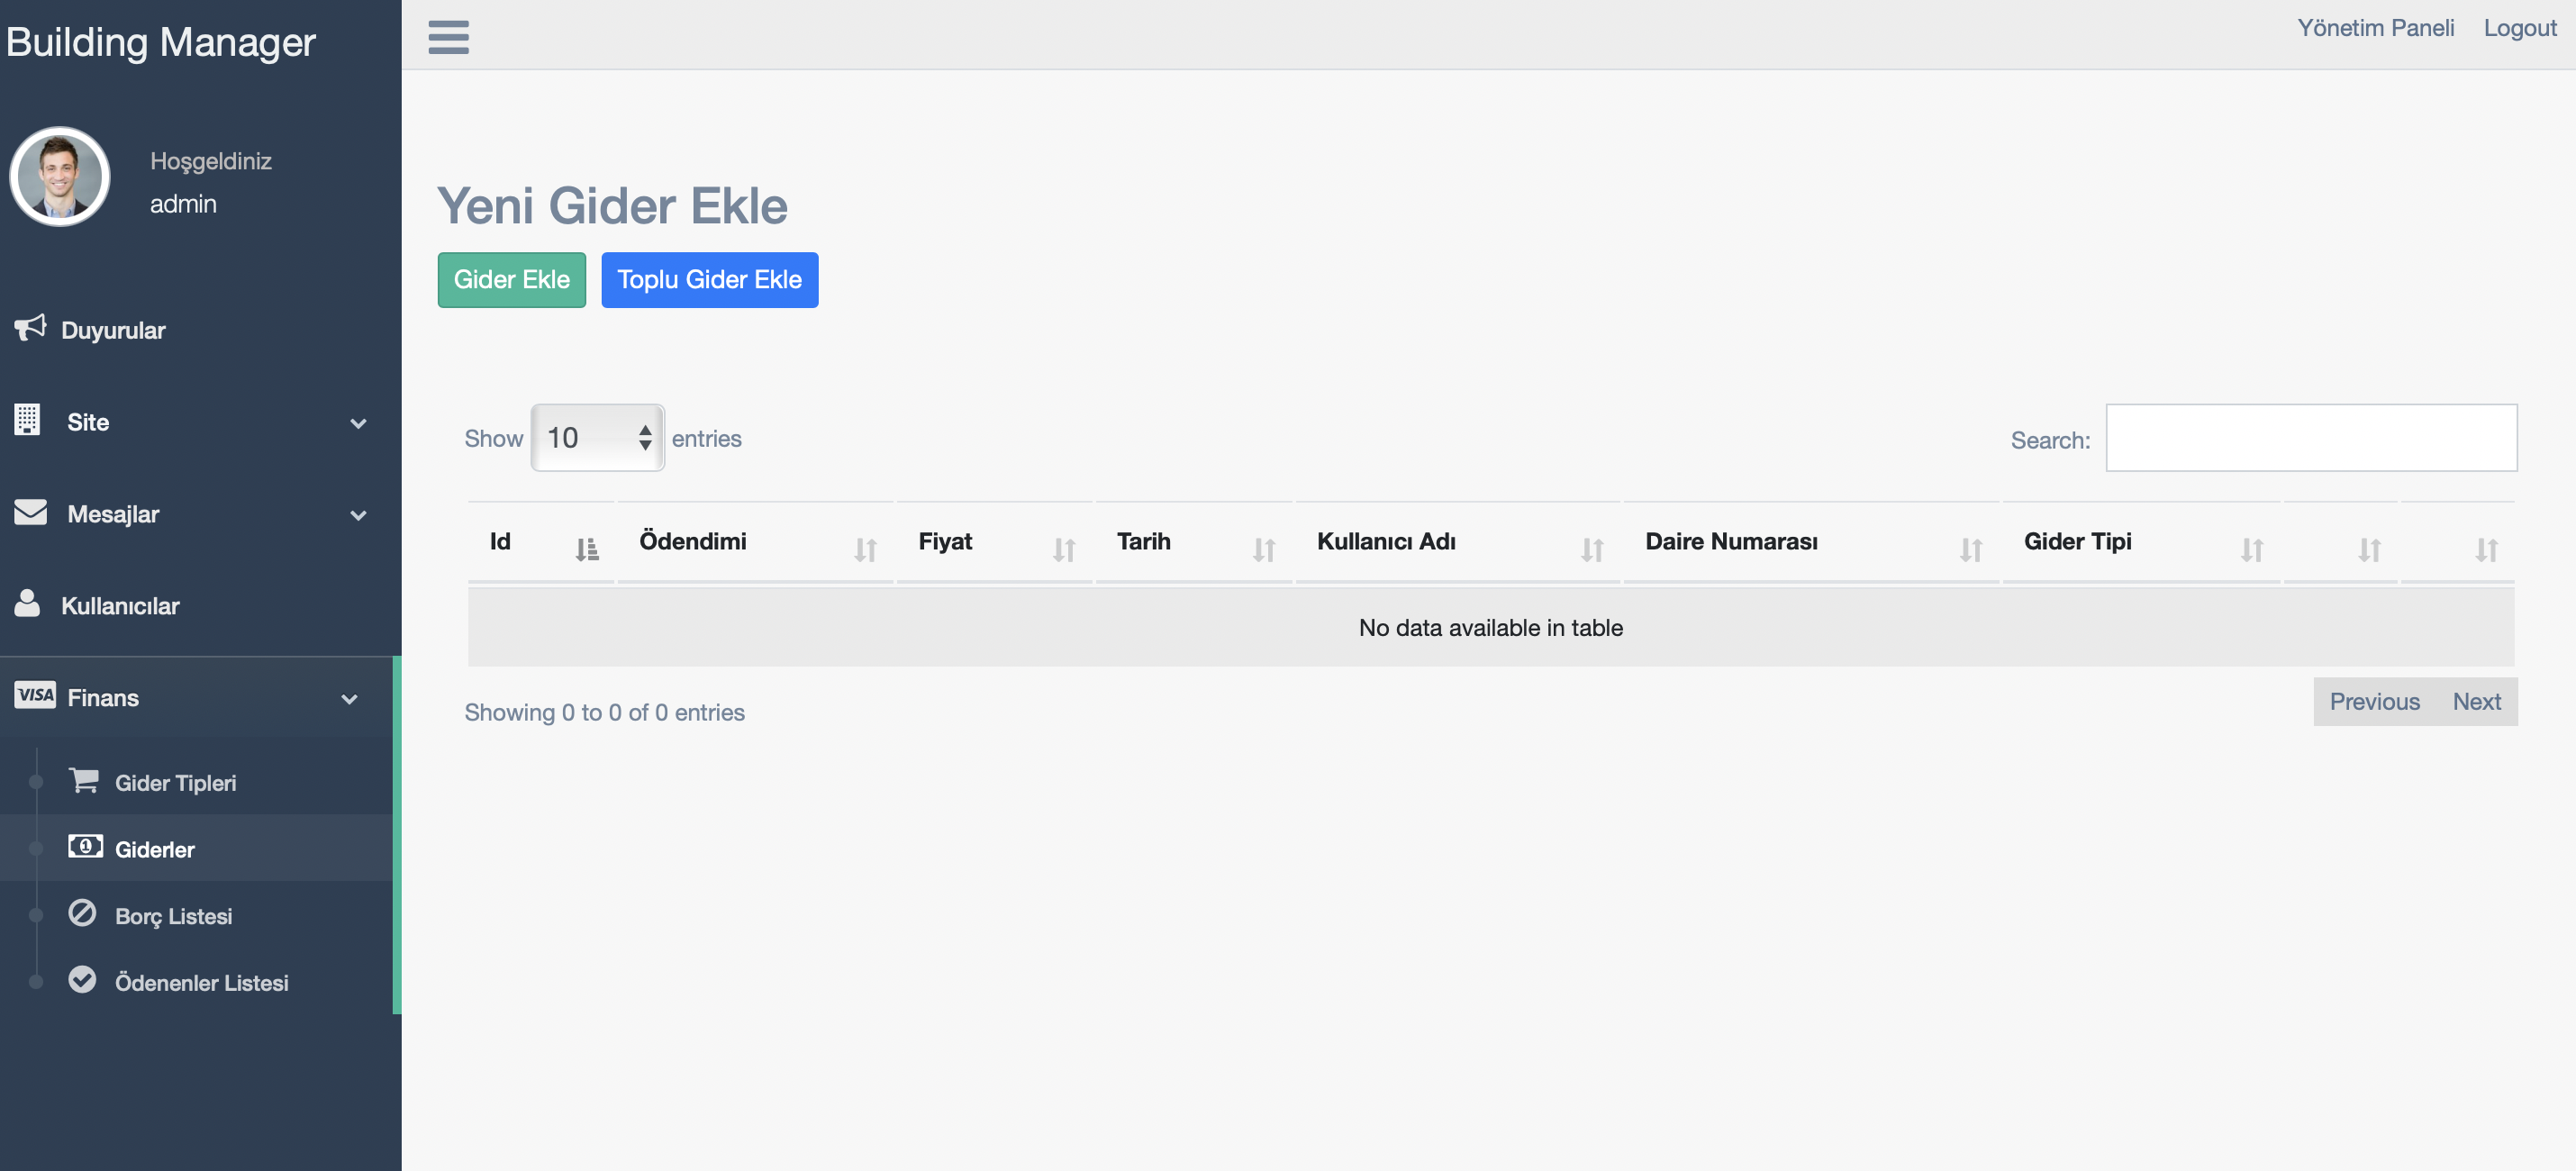 Building Manager
Yönetim Paneli Logout
Hoşgeldiniz
admin
Duyurular
Site
Mesajlar
Kullanıcılar
VISA Finans
Gider Tipleri
1 Giderler
Borç Listesi
Ödenenler Listesi
Yeni Gider Ekle
Gider Ekle Toplu Gider Ekle
Show 10 entries Search:
Id Ödendimi Fiyat Tarih Kullanıcı Adı Daire Numarası Gider Tipi
No data available in table
Showing 0 to 0 of 0 entries Previous Next